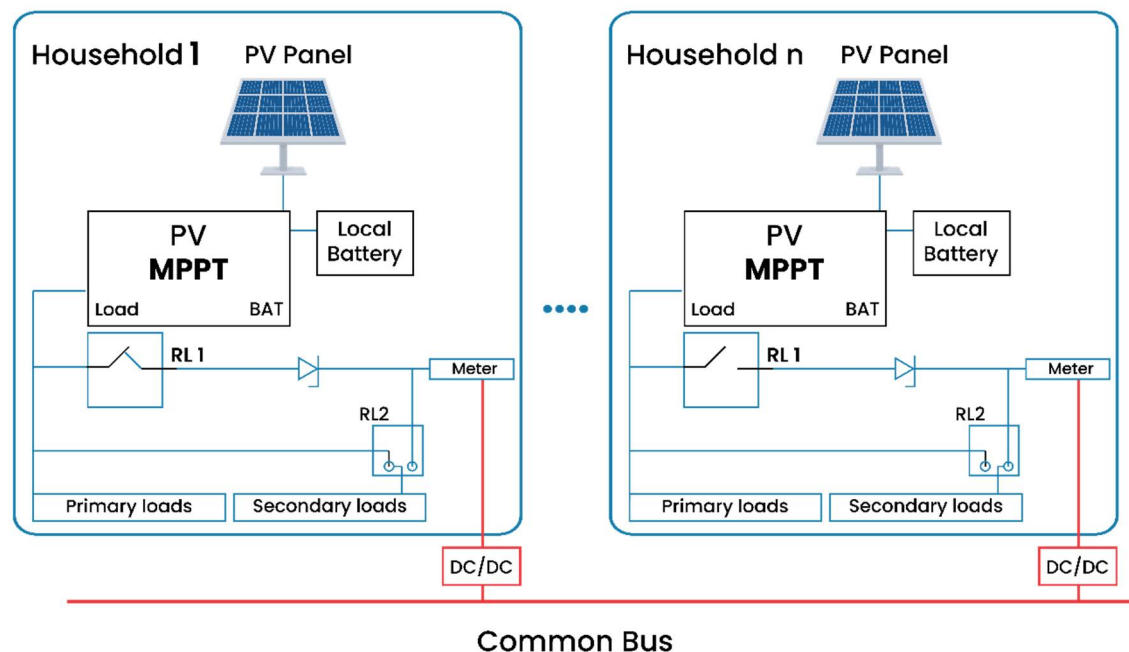 Household 1
PV Panel
PV
MPPT
Load
BAT
Local
Battery
RL 1
Meter
RL2
Primary loads
Secondary loads
DC/DC
Household n
PV Panel
PV
MPPT
Load
BAT
Local
Battery
RL 1
Meter
RL2
Primary loads
Secondary loads
DC/DC
Common Bus